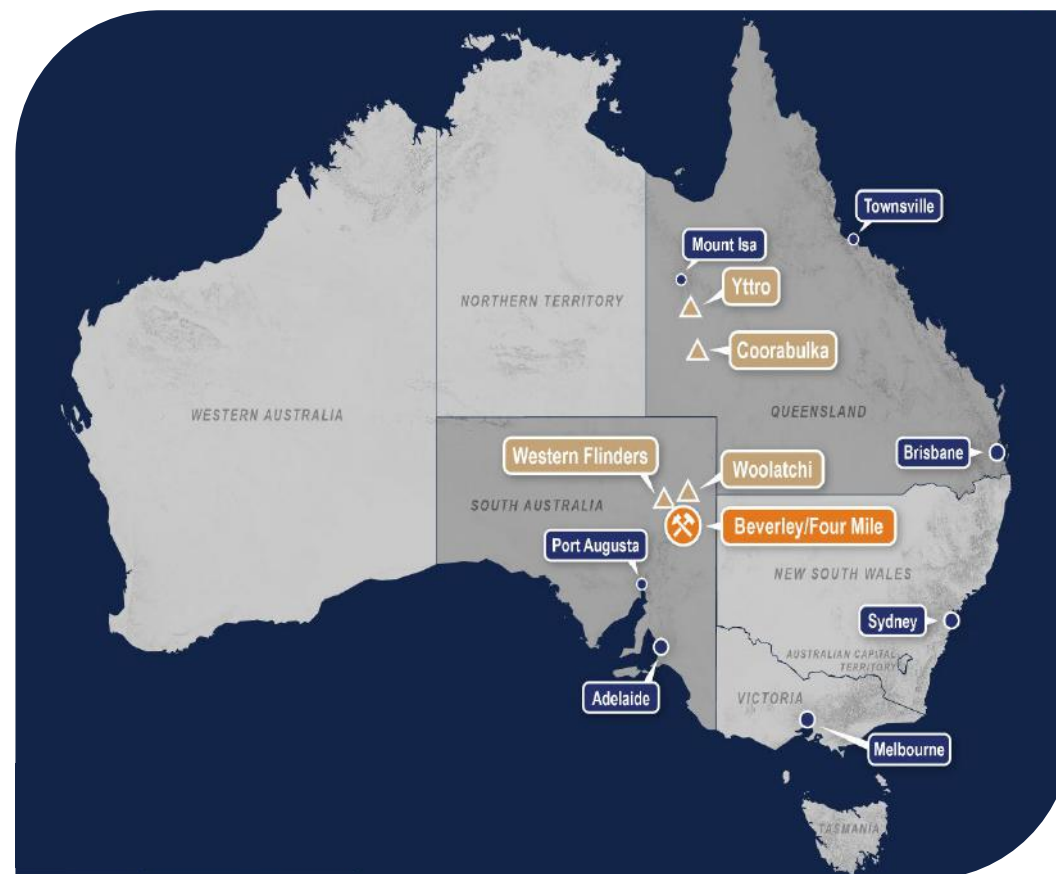 Townsville
Mount Isa
Yttro
NORTHERN TERRITORY
Coorabulka
WESTERN AUSTRALIA
QUEENSLAND
Brisbane
Western Flinders
Woolatchi
SOUTH AUSTRALIA
Beverley/Four Mile
Port Augusta
NEW SOUTH WALES
Sydney
AUSTRALIAN CAPITAL
TERRITORY
Adelaide
VICTORIA
Melbourne
TASMANIA